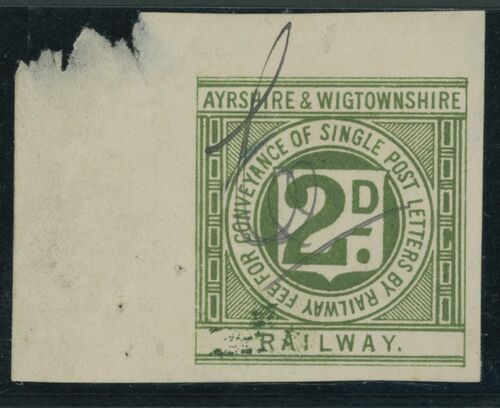 AYRSHIRE & WIGTOWNSHIRE
FEE FOR CONVEYANCE OF SINGLE POST LETTERS BY RAILWAY
2D.
RAILWAY.